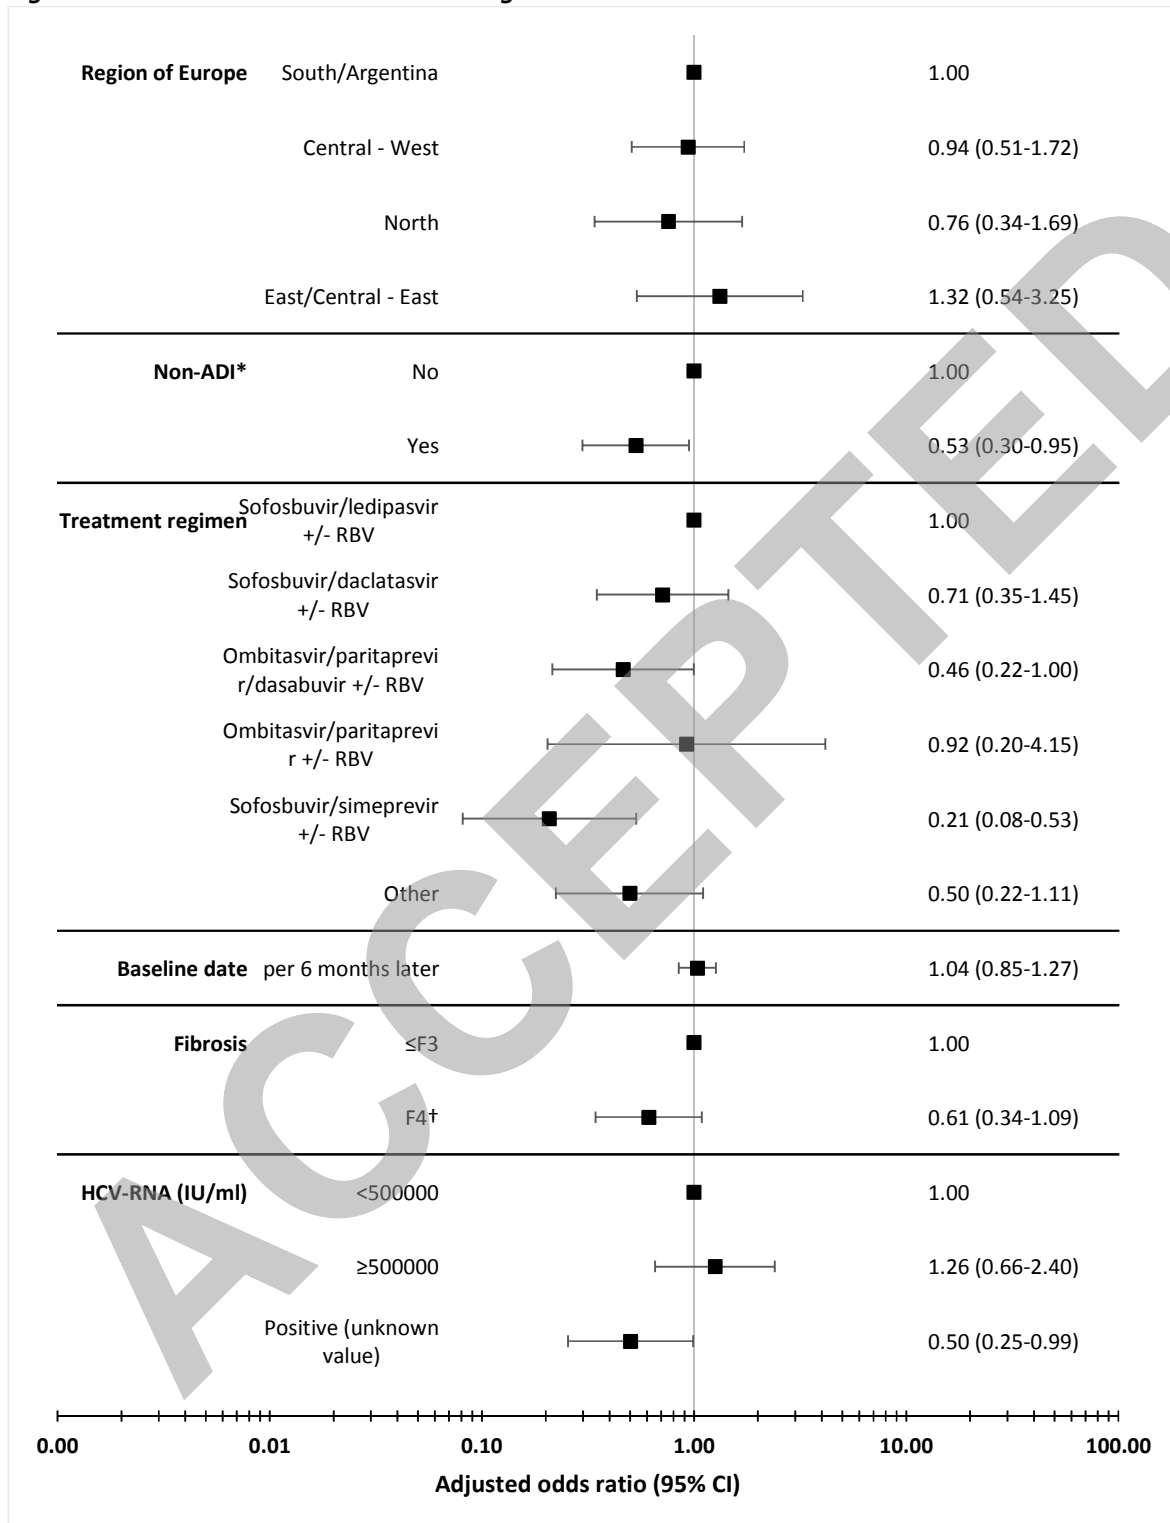 Region of Europe South/Argentina 1.00
Central - West 0.94 (0.51-1.72)
North 0.76 (0.34-1.69)
East/Central - East 1.32 (0.54-3.25)
Non-ADI* No 1.00
Yes 0.53 (0.30-0.95)
Treatment regimen Sofosbuvir/ledipasvir
+/- RBV 1.00
Sofosbuvir/daclatasvir
+/- RBV 0.71 (0.35-1.45)
Ombitasvir/paritaprevi
r/dasabuvir +/- RBV 0.46 (0.22-1.00)
Ombitasvir/paritaprevi
r +/- RBV 0.92 (0.20-4.15)
Sofosbuvir/simeprevir
+/- RBV 0.21 (0.08-0.53)
Other 0.50 (0.22-1.11)
Baseline date per 6 months later 1.04 (0.85-1.27)
Fibrosis ≤F3 1.00
F4† 0.61 (0.34-1.09)
HCV-RNA (IU/ml) <500000 1.00
≥500000 1.26 (0.66-2.40)
Positive (unknown
value) 0.50 (0.25-0.99)
0.00 0.01 0.10 1.00 10.00 100.00
Adjusted odds ratio (95% CI)
ACCEPTED